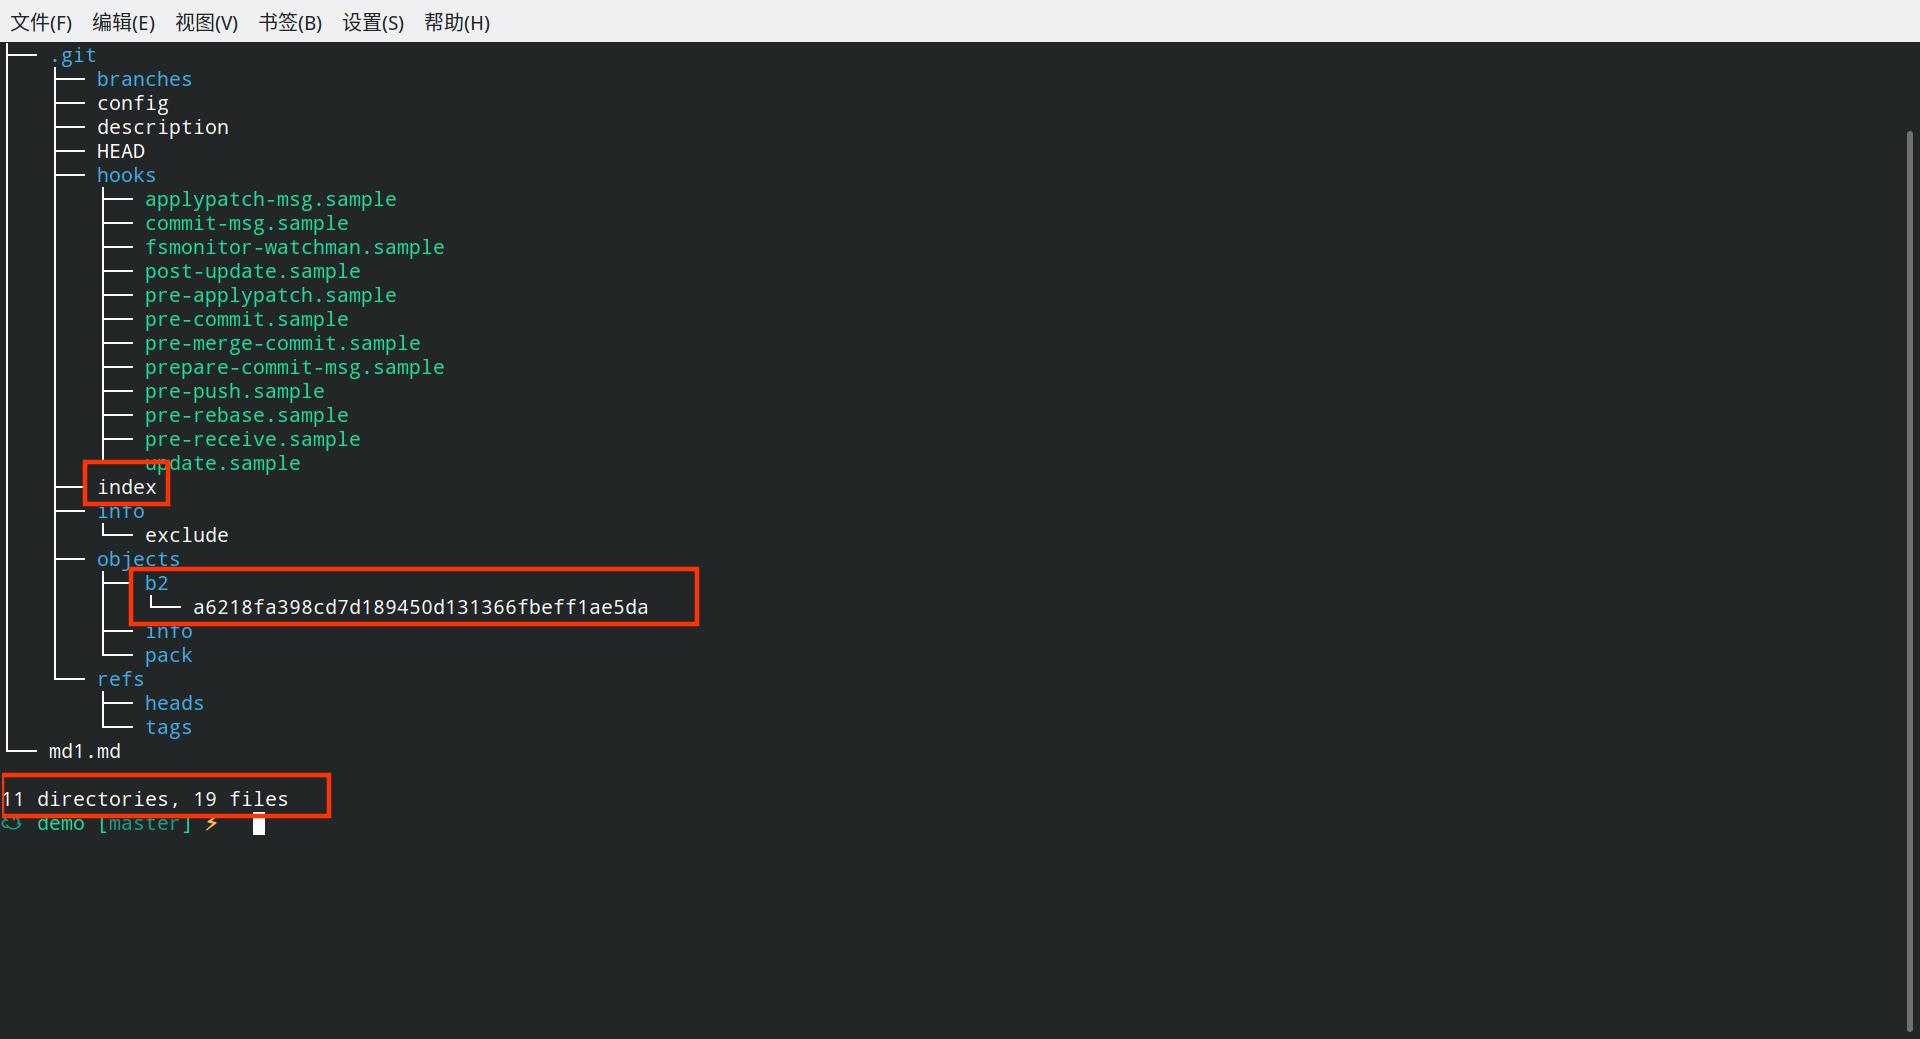 文件(F) 编辑(E) 视图(V) 书签(B) 设置(S) 帮助(H)
├── .git
│   ├── branches
│   ├── config
│   ├── description
│   ├── HEAD
│   ├── hooks
│   │   ├── applypatch-msg.sample
│   │   ├── commit-msg.sample
│   │   ├── fsmonitor-watchman.sample
│   │   ├── post-update.sample
│   │   ├── pre-applypatch.sample
│   │   ├── pre-commit.sample
│   │   ├── pre-merge-commit.sample
│   │   ├── prepare-commit-msg.sample
│   │   ├── pre-push.sample
│   │   ├── pre-rebase.sample
│   │   ├── pre-receive.sample
│   │   └── update.sample
│   ├── index
│   ├── info
│   │   └── exclude
│   ├── objects
│   │   ├── b2
│   │   │   └── a6218fa398cd7d189450d131366fbeff1ae5da
│   │   ├── info
│   │   └── pack
│   └── refs
│       ├── heads
│       └── tags
└── md1.md
11 directories, 19 files
demo [master] ⚡